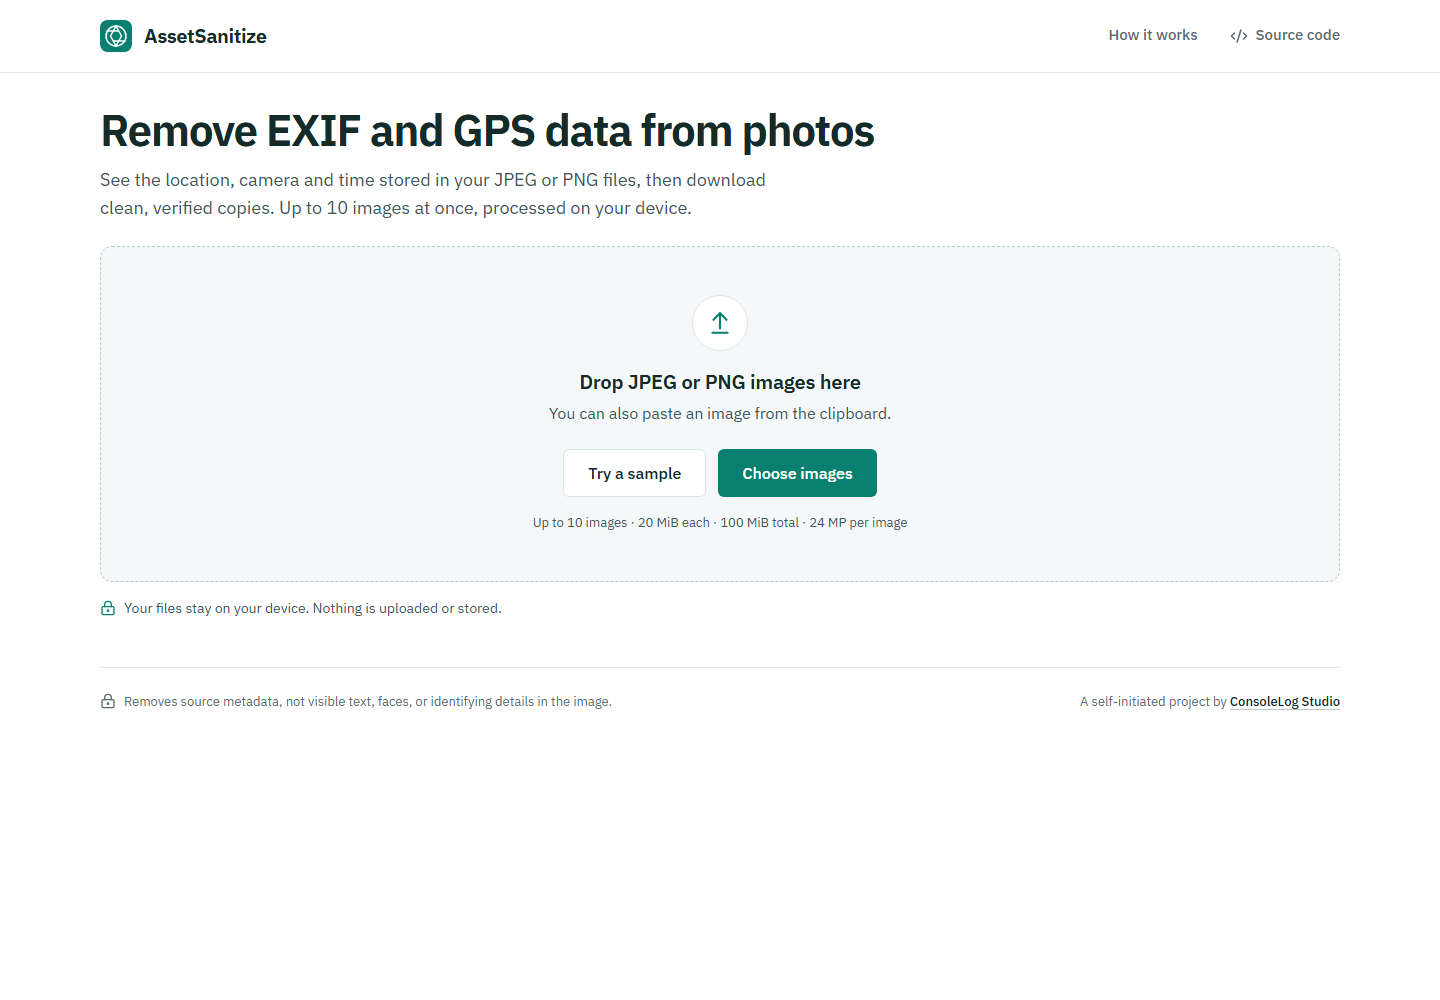 AssetSanitize
How it works
Source code
Remove EXIF and GPS data from photos
See the location, camera and time stored in your JPEG or PNG files, then download
clean, verified copies. Up to 10 images at once, processed on your device.
Drop JPEG or PNG images here
You can also paste an image from the clipboard.
Try a sample
Choose images
Up to 10 images · 20 MiB each · 100 MiB total · 24 MP per image
Your files stay on your device. Nothing is uploaded or stored.
Removes source metadata, not visible text, faces, or identifying details in the image.
A self-initiated project by ConsoleLog Studio